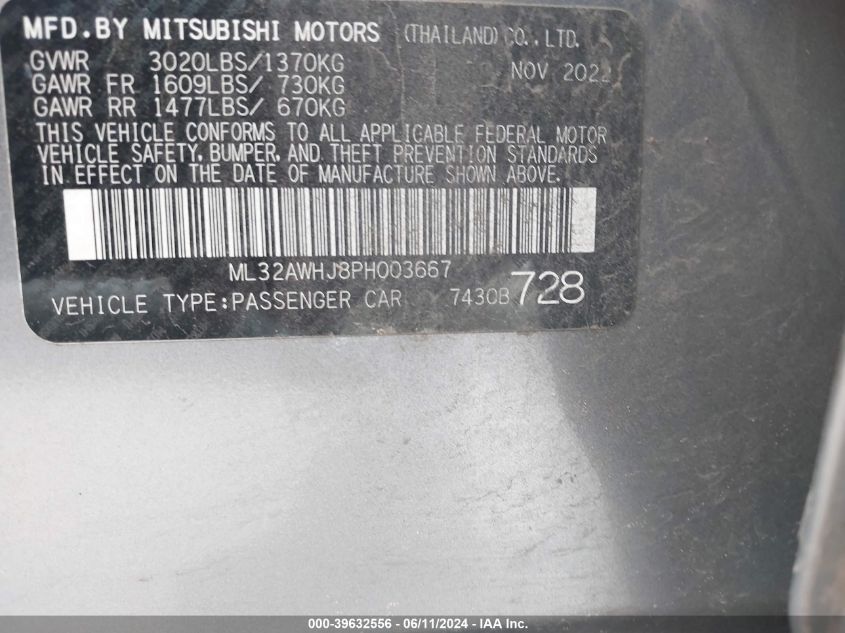 MFD.BY MITSUBISHI MOTORS (THAILAND) CO.,LTD.
GVWR 3020LBS/1370KG NOV 2022
GAWR FR 1609LBS/ 730KG
GAWR RR 1477LBS/ 670KG
THIS VEHICLE CONFORMS TO ALL APPLICABLE FEDERAL MOTOR
VEHICLE SAFETY, BUMPER, AND THEFT PREVENTION STANDARDS
IN EFFECT ON THE DATE OF MANUFACTURE SHOWN ABOVE.
ML32AWHJ8PH003667
VEHICLE TYPE:PASSENGER CAR 7430B 728
000-39632556 - 06/11/2024 - IAA Inc.